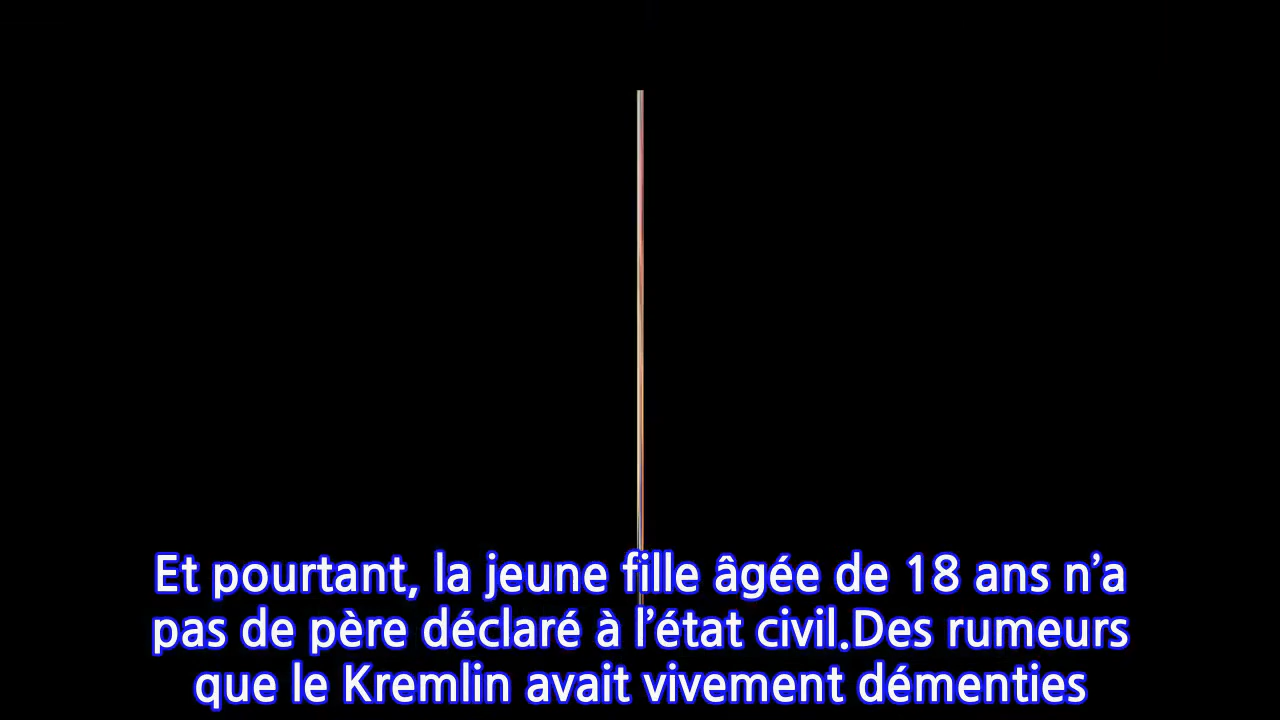 Et pourtant, la jeune fille âgée de 18 ans n’a
pas de père déclaré à l’état civil.Des rumeurs
que le Kremlin avait vivement démenties